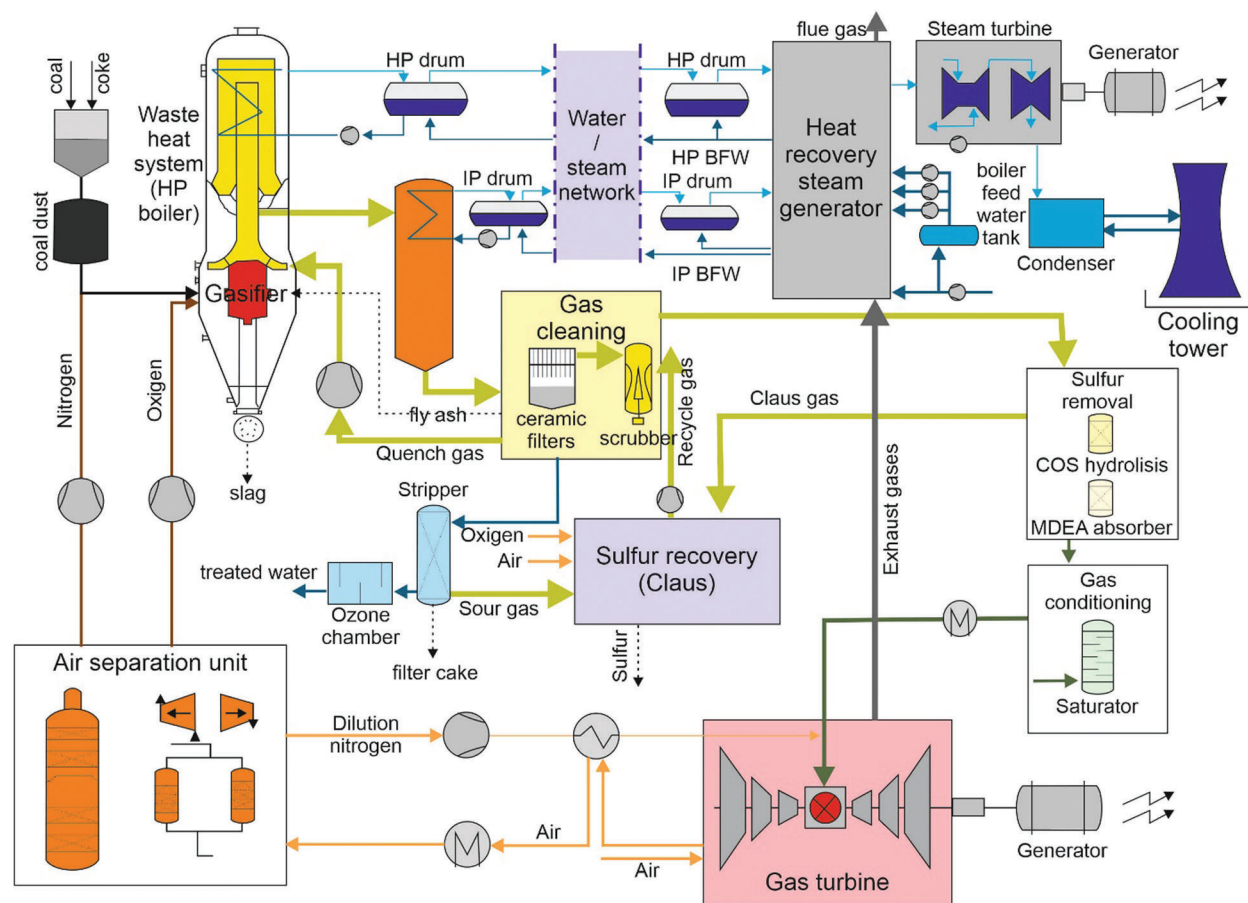 coal
coke
Waste
heat
system
(HP
boiler)
coal dust
Gasifier
Nitrogen
Oxigen
slag
HP drum
IP drum
Water
/
steam
network
HP drum
HP BFW
IP drum
IP BFW
flue gas
Heat
recovery
steam
generator
Steam turbine
Generator
boiler
feed
water
tank
Condenser
Cooling
tower
Gas
cleaning
ceramic
filters
scrubber
fly ash
Quench gas
Recycle gas
Claus gas
Exhaust gases
Sulfur
removal
COS hydrolisis
MDEA absorber
Stripper
Oxigen
Air
Sulfur recovery
(Claus)
treated water
Ozone
chamber
Sour gas
filter cake
Sulfur
Gas
conditioning
Saturator
Air separation unit
Dilution
nitrogen
Air
Air
Gas turbine
Generator